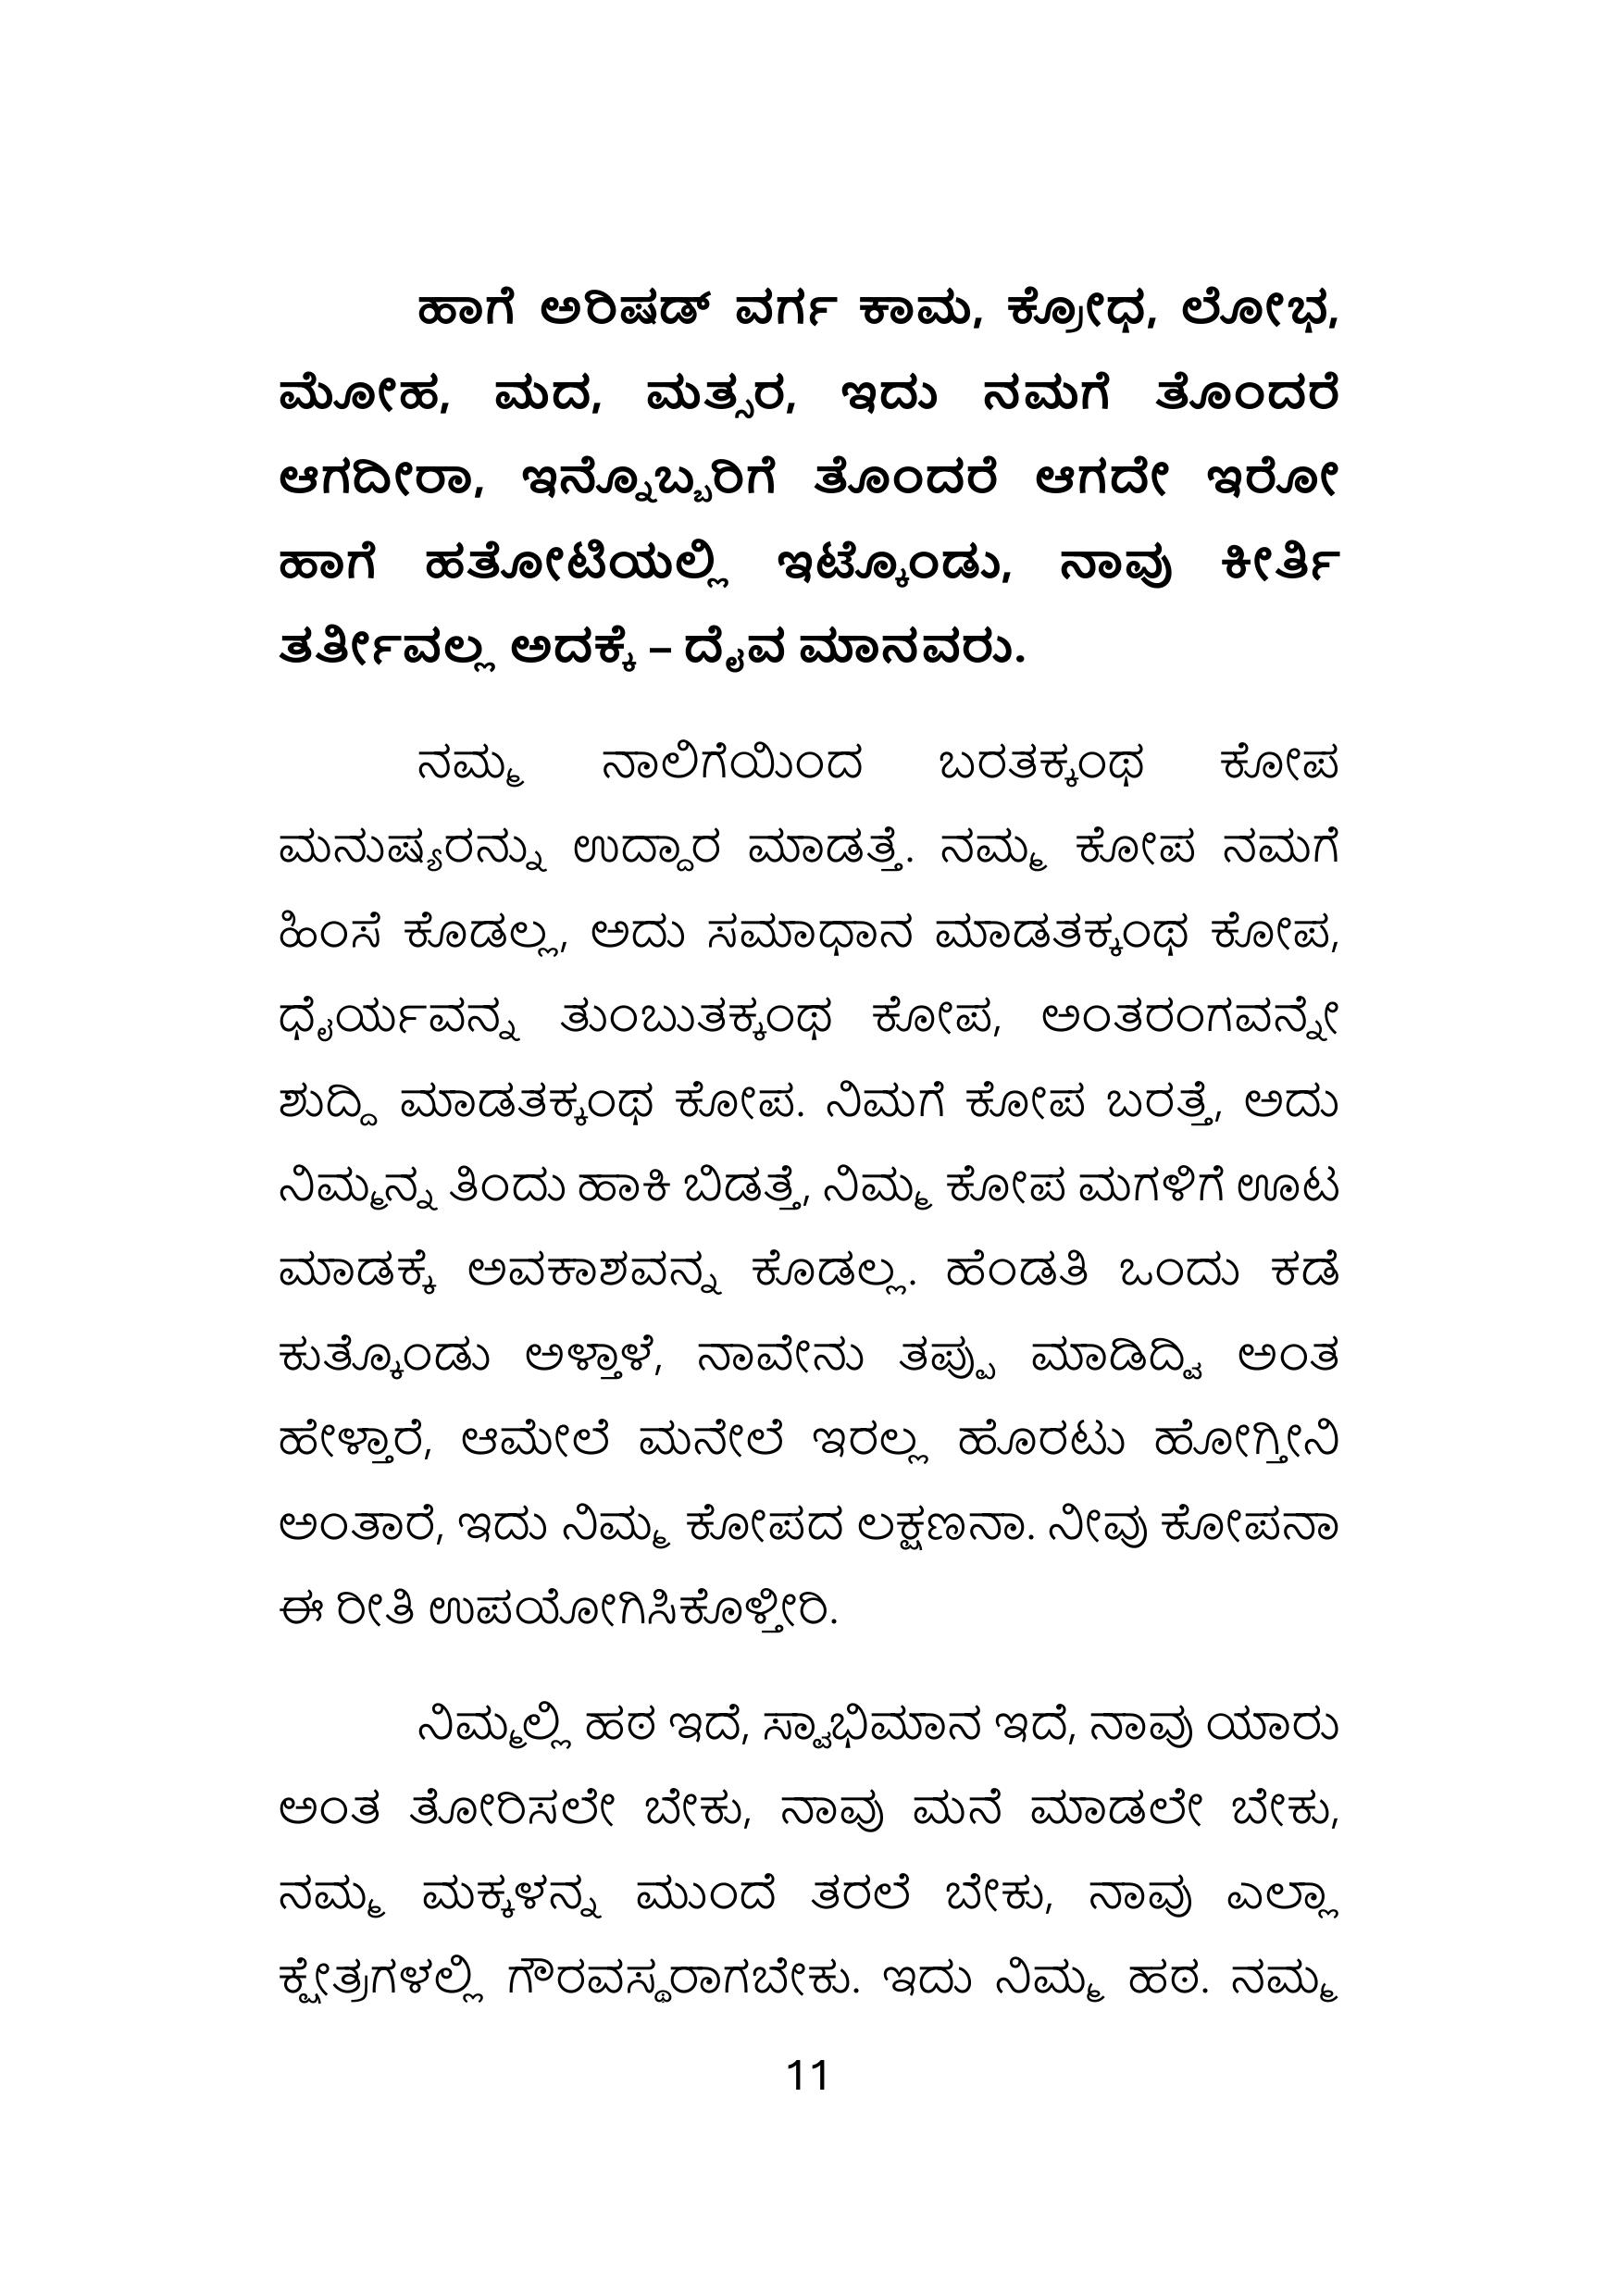 ಹಾಗೆ ಅರಿಷಡ್ ವರ್ಗ ಕಾಮ, ಕ್ರೋಧ, ಲೋಭ,
ಮೋಹ, ಮದ, ಮತ್ಸರ, ಇದು ನಮಗೆ ತೊಂದರೆ
ಆಗದೀರಾ, ಇನ್ನೊಬ್ಬರಿಗೆ ತೊಂದರೆ ಆಗದೇ ಇರೋ
ಹಾಗೆ ಹತೋಟಿಯಲ್ಲಿ ಇಟ್ಕೊಂಡು, ನಾವು ಕೀರ್ತಿ
ತರ್ತೀವಲ್ಲ ಅದಕ್ಕೆ – ದೈವ ಮಾನವರು.
ನಮ್ಮ ನಾಲಿಗೆಯಿಂದ ಬರತಕ್ಕಂಥ ಕೋಪ
ಮನುಷ್ಯರನ್ನು ಉದ್ದಾರ ಮಾಡತ್ತೆ. ನಮ್ಮ ಕೋಪ ನಮಗೆ
ಹಿಂಸೆ ಕೊಡಲ್ಲ, ಅದು ಸಮಾಧಾನ ಮಾಡತಕ್ಕಂಥ ಕೋಪ,
ಧೈರ್ಯವನ್ನ ತುಂಬುತಕ್ಕಂಥ ಕೋಪ, ಅಂತರಂಗವನ್ನೇ
ಶುದ್ದಿ ಮಾಡತಕ್ಕಂಥ ಕೋಪ. ನಿಮಗೆ ಕೋಪ ಬರತ್ತೆ, ಅದು
ನಿಮ್ಮನ್ನ ತಿಂದು ಹಾಕಿ ಬಿಡತ್ತೆ, ನಿಮ್ಮ ಕೋಪ ಮಗಳಿಗೆ ಊಟ
ಮಾಡಕ್ಕೆ ಅವಕಾಶವನ್ನ ಕೊಡಲ್ಲ. ಹೆಂಡತಿ ಒಂದು ಕಡೆ
ಕುತ್ಕೊಂಡು ಅಳ್ತಾಳೆ, ನಾವೇನು ತಪ್ಪು ಮಾಡಿದ್ವಿ ಅಂತ
ಹೇಳ್ತಾರೆ, ಆಮೇಲೆ ಮನೇಲೆ ಇರಲ್ಲ ಹೊರಟು ಹೋಗ್ತೀನಿ
ಅಂತಾರೆ, ಇದು ನಿಮ್ಮ ಕೋಪದ ಲಕ್ಷಣನಾ. ನೀವು ಕೋಪನಾ
ಈ ರೀತಿ ಉಪಯೋಗಿಸಿಕೊಳ್ತೀರಿ.
ನಿಮ್ಮಲ್ಲಿ ಹಠ ಇದೆ, ಸ್ವಾಭಿಮಾನ ಇದೆ, ನಾವು ಯಾರು
ಅಂತ ತೋರಿಸಲೇ ಬೇಕು, ನಾವು ಮನೆ ಮಾಡಲೇ ಬೇಕು,
ನಮ್ಮ ಮಕ್ಕಳನ್ನ ಮುಂದೆ ತರಲೆ ಬೇಕು, ನಾವು ಎಲ್ಲಾ
ಕ್ಷೇತ್ರಗಳಲ್ಲಿ ಗೌರವಸ್ಥರಾಗಬೇಕು. ಇದು ನಿಮ್ಮ ಹಠ. ನಮ್ಮ
11